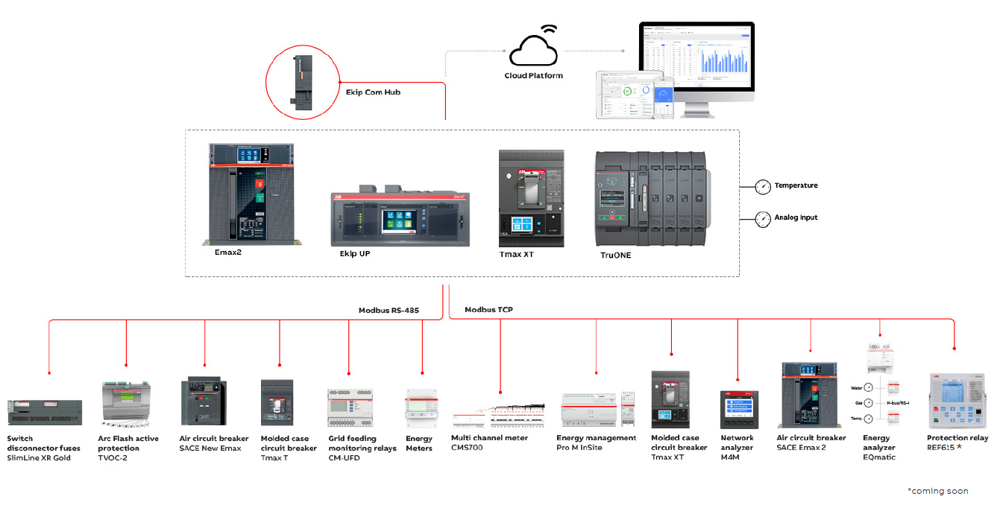 Cloud Platform
Ekip Com Hub
Temperature
Analog input
Emax2
Ekip UP
Tmax XT
TruONE
Modbus RS-485
Modbus TCP
Water
Gas
M-bus/RS-4
Temp.
Switch
disconnector fuses
SlimLine XR Gold
Arc Flash active
protection
TVOC-2
Air circuit breaker
SACE New Emax
Molded case
circuit breaker
Tmax T
Grid feeding
monitoring relays
CM-UFD
Energy
Meters
Multi channel meter
CMS700
Energy management
Pro M InSite
Molded case
circuit breaker
Tmax XT
Network
analyzer
M4M
Air circuit breaker
SACE Emax 2
Energy
analyzer
EQmatic
Protection relay
REF615 *
*coming soon